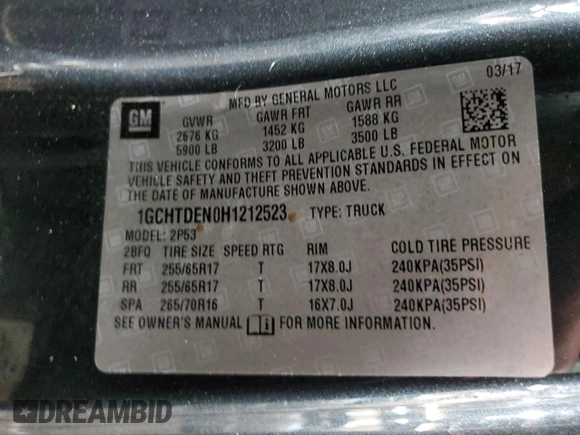 GM
MFD BY GENERAL MOTORS LLC
03/17
GVWR GAWR FRT GAWR RR
2676 KG 1452 KG 1588 KG
5900 LB 3200 LB 3500 LB
THIS VEHICLE CONFORMS TO ALL APPLICABLE U.S. FEDERAL MOTOR
VEHICLE SAFETY AND THEFT PREVENTION STANDARDS IN EFFECT ON
THE DATE OF MANUFACTURE SHOWN ABOVE.
1GCHTDEN0H1212523 TYPE: TRUCK
MODEL: 2P53
2BFQ TIRE SIZE SPEED RTG RIM COLD TIRE PRESSURE
FRT 255/65R17 T 17X8.0J 240KPA(35PSI)
RR 255/65R17 T 17X8.0J 240KPA(35PSI)
SPA 265/70R16 T 16X7.0J 240KPA(35PSI)
SEE OWNER'S MANUAL FOR MORE INFORMATION.
DREAMBID